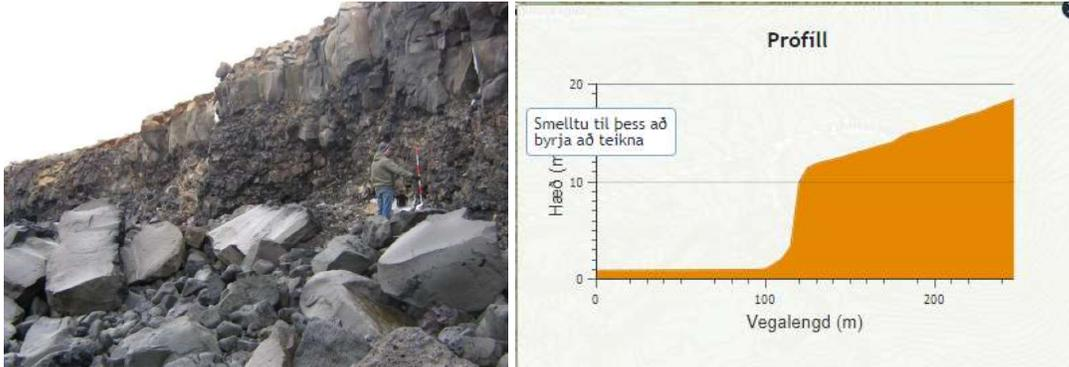 Prófíll
20
Smelltu til þess að
byrja að teikna
Hæð (m
10
0
0
100
200
Vegalengd (m)